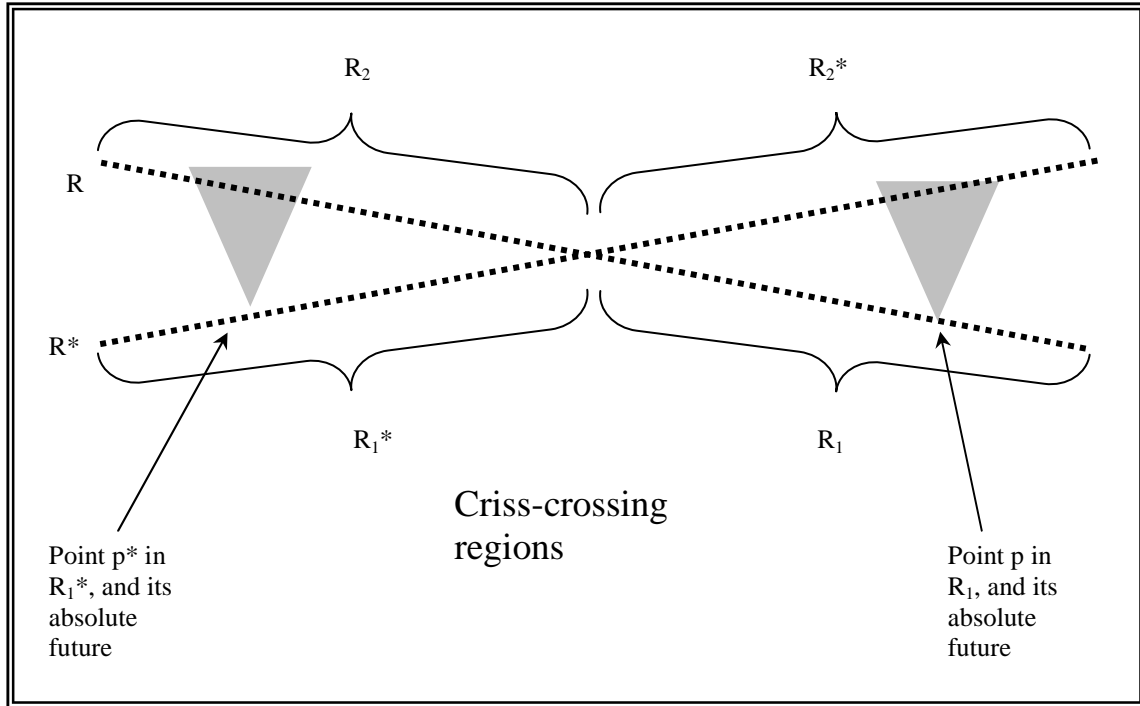 R₂
R₂*
R
R*
R₁*
R₁
Criss-crossing
regions
Point p* in
R₁*, and its
absolute
future
Point p in
R₁, and its
absolute
future